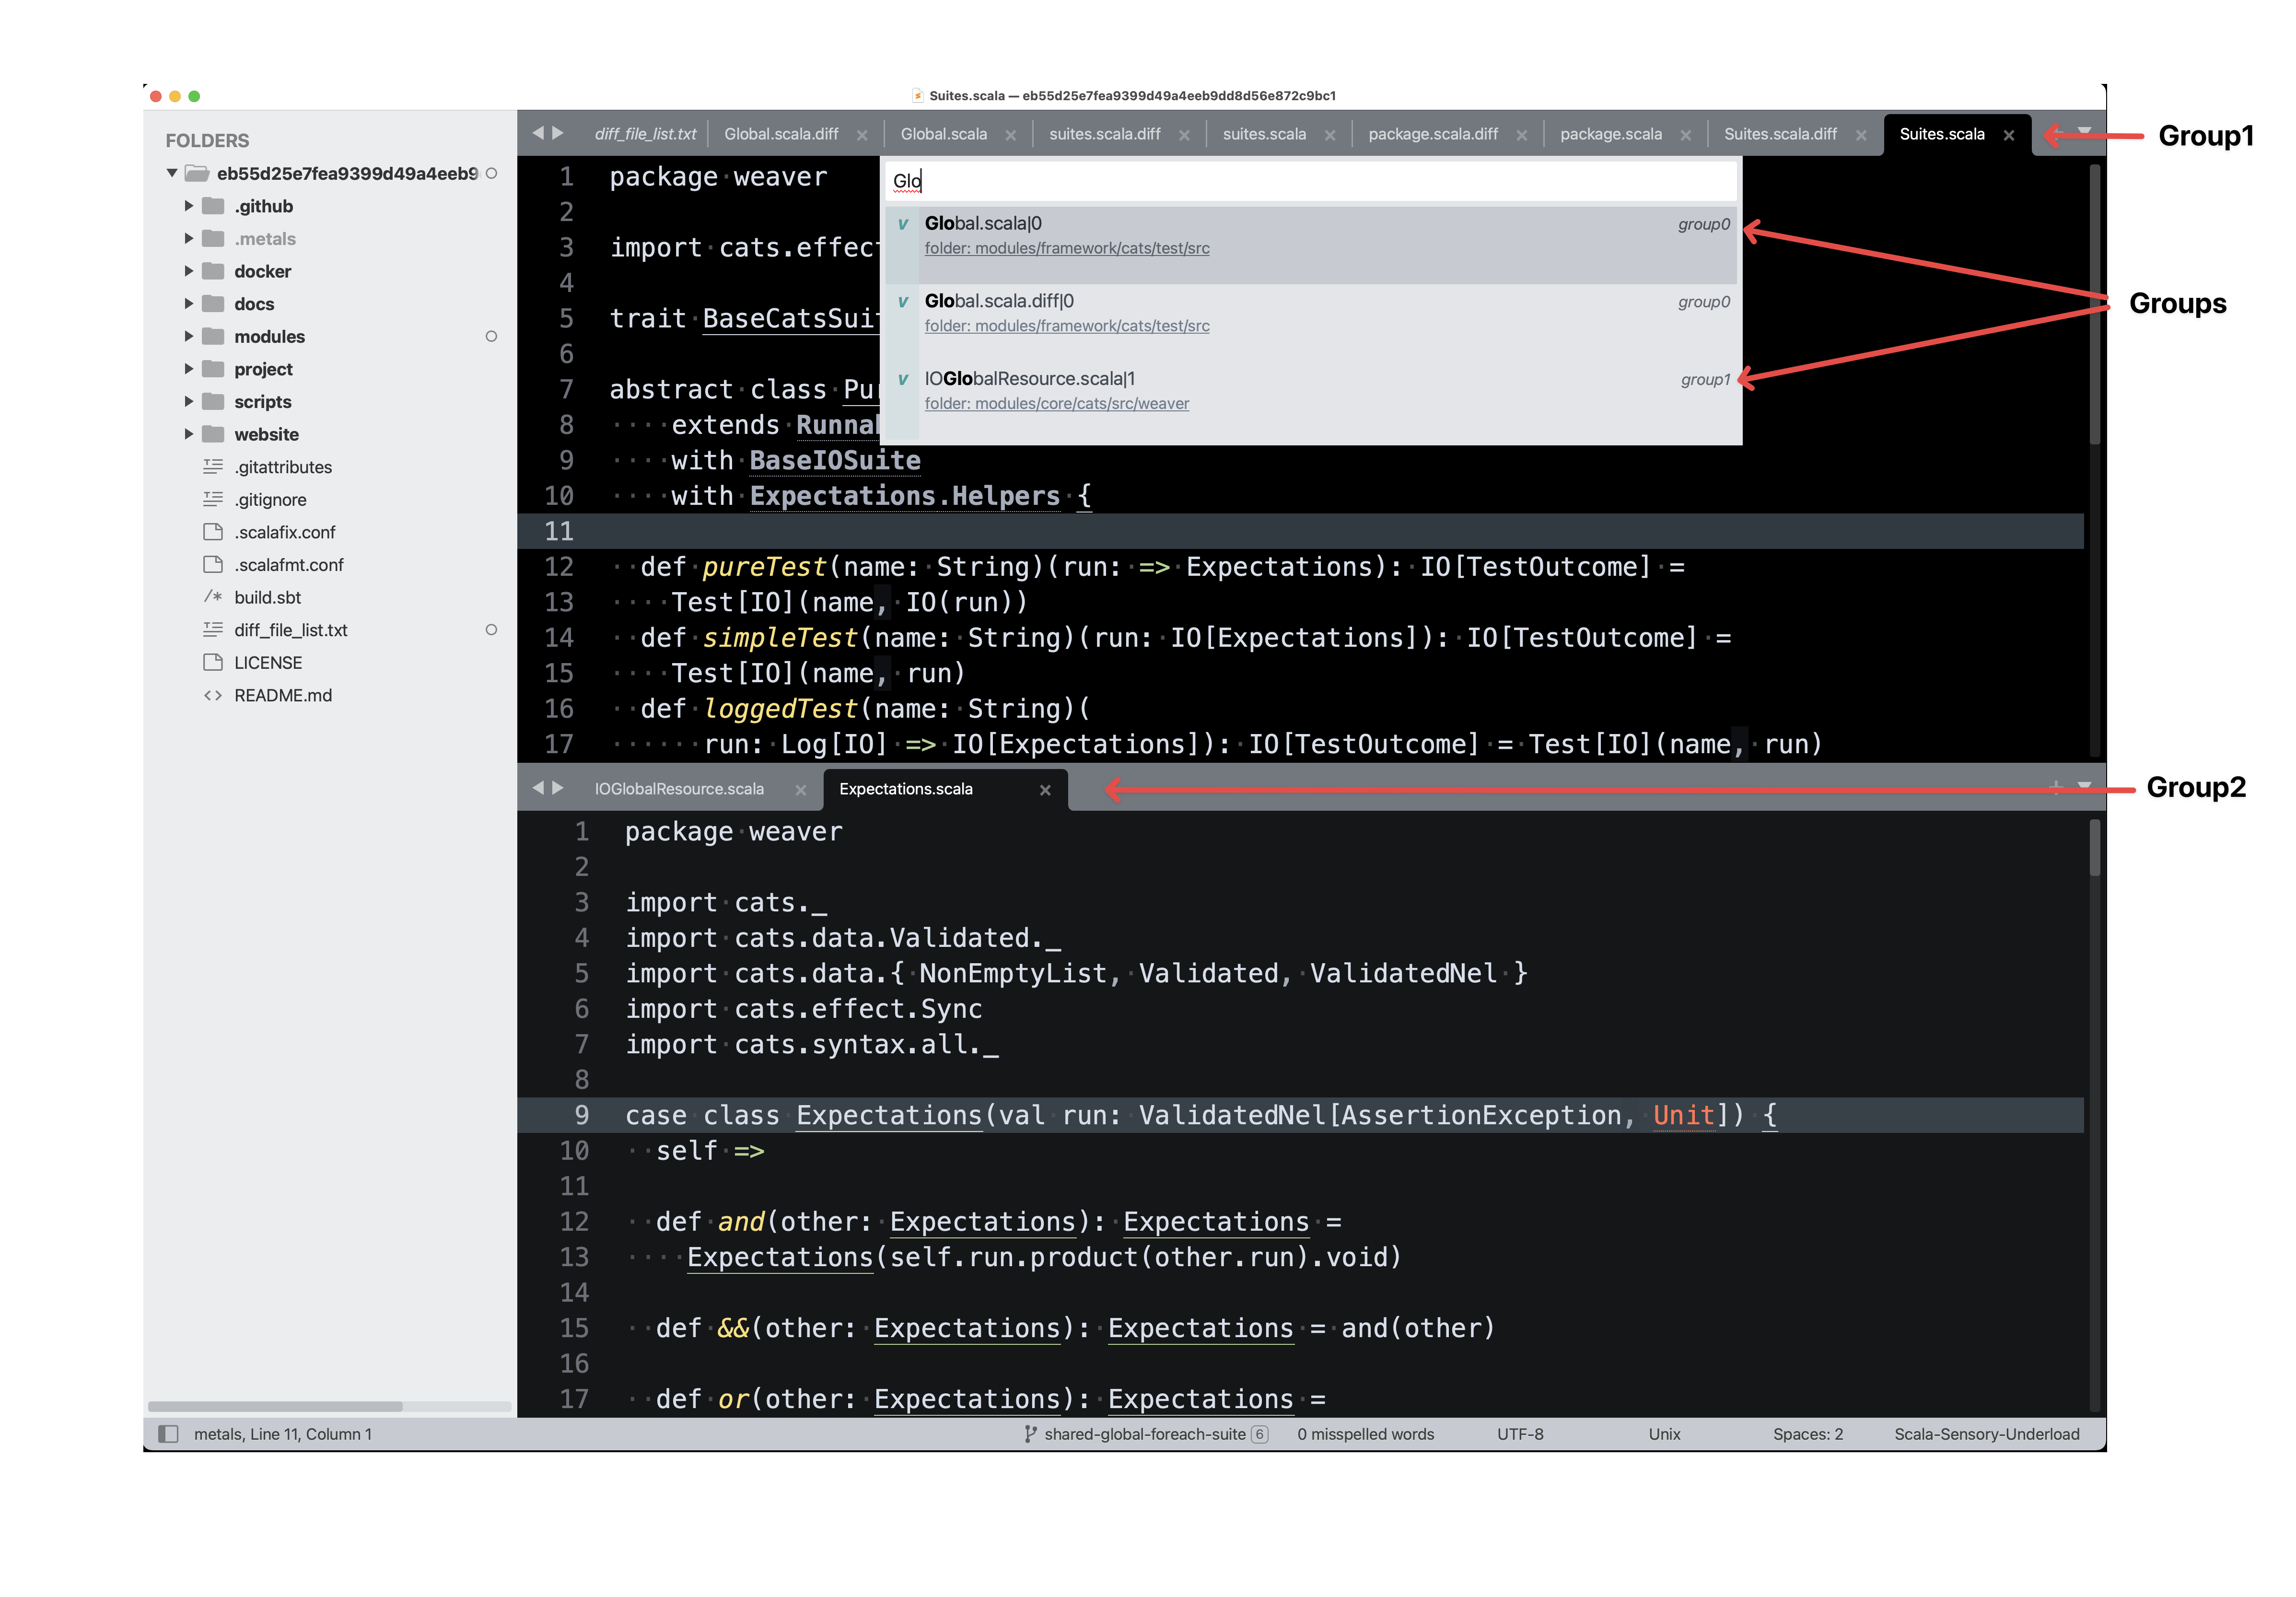 Suites.scala — eb55d25e7fea9399d49a4eeb9dd8d56e872c9bc1
FOLDERS
eb55d25e7fea9399d49a4eeb9
.github
.metals
docker
docs
modules
project
scripts
website
.gitattributes
.gitignore
.scalafix.conf
.scalafmt.conf
/* build.sbt
diff_file_list.txt
LICENSE
<> README.md
diff_file_list.txt Global.scala.diff × Global.scala × suites.scala.diff × suites.scala × package.scala.diff × package.scala × Suites.scala.diff × Suites.scala ×
Group1
Glo
v Global.scala|0 group0
folder: modules/framework/cats/test/src
v Global.scala.diff|0 group0
folder: modules/framework/cats/test/src
v IOGlobalResource.scala|1 group1
folder: modules/core/cats/src/weaver
Groups
1 package·weaver
2
3 import·cats.effect
4
5 trait·BaseCatsSui
6
7 abstract·class·Pu
8 ····extends·Runna
9 ····with·BaseIOSuite
10 ····with·Expectations.Helpers·{
11
12 ··def·pureTest(name:·String)(run:·=>·Expectations):·IO[TestOutcome]·=
13 ····Test[IO](name,·IO(run))
14 ··def·simpleTest(name:·String)(run:·IO[Expectations]):·IO[TestOutcome]·=
15 ····Test[IO](name,·run)
16 ··def·loggedTest(name:·String)(
17 ······run:·Log[IO]·=>·IO[Expectations]):·IO[TestOutcome]·=·Test[IO](name,·run)
IOGlobalResource.scala × Expectations.scala × +
Group2
1 package·weaver
2
3 import·cats._
4 import·cats.data.Validated._
5 import·cats.data.{·NonEmptyList,·Validated,·ValidatedNel·}
6 import·cats.effect.Sync
7 import·cats.syntax.all._
8
9 case·class·Expectations(val·run:·ValidatedNel[AssertionException,·Unit])·{
10 ··self·=>
11
12 ··def·and(other:·Expectations):·Expectations·=
13 ····Expectations(self.run.product(other.run).void)
14
15 ··def·&&(other:·Expectations):·Expectations·=·and(other)
16
17 ··def·or(other:·Expectations):·Expectations·=
metals, Line 11, Column 1 shared-global-foreach-suite 6 0 misspelled words UTF-8 Unix Spaces: 2 Scala-Sensory-Underload